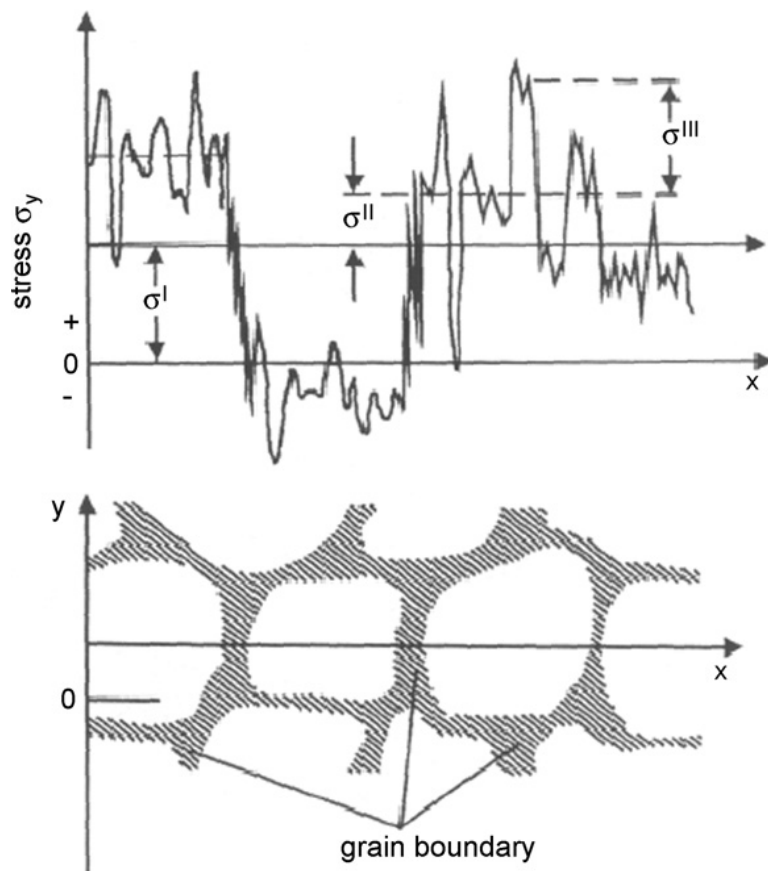 stress σy
+
0
-
σI
σII
σIII
x
y
0
x
grain boundary